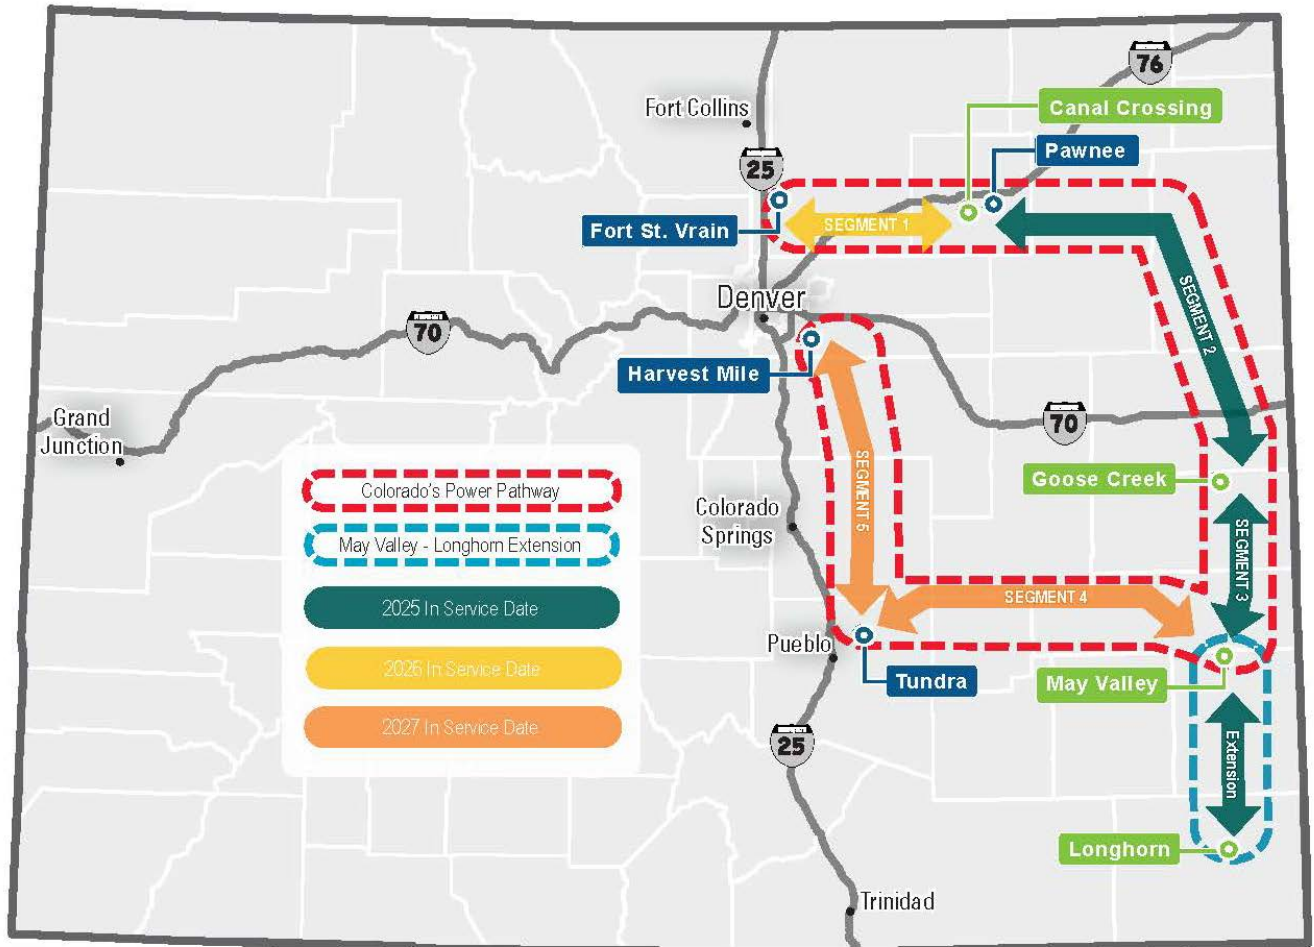 76
Fort Collins
Canal Crossing
Pawnee
25
SEGMENT 1
Fort St. Vrain
Denver
SEGMENT 2
70
Harvest Mile
70
Grand
Junction
Goose Creek
Colorado's Power Pathway
May Valley - Longhorn Extension
2025 In Service Date
2026 In Service Date
2027 In Service Date
Colorado
Springs
SEGMENT 5
SEGMENT 3
SEGMENT 4
Pueblo
Tundra
May Valley
25
Extension
Longhorn
Trinidad